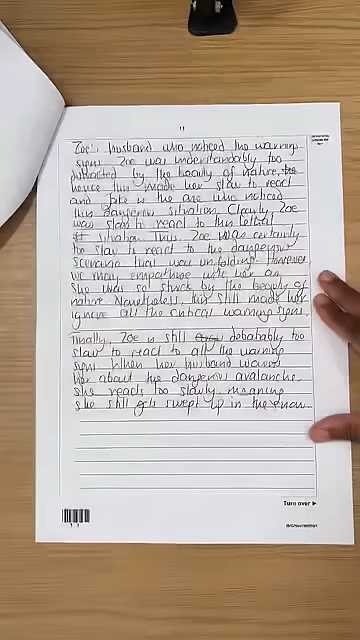 11
Zoe's husband who noticed the warning
signs. Zoe was understandably too
distracted by the beauty of nature, the
hence this made her slow to react
and Jake is the one who noticed
this dangerous situation. Clearly, Zoe
was slow to react to this lethal
situation. Thus, Zoe was certainly
too slow to react to the dangerous
scenario that was unfolding. However
we may empathise with her as
she was so struck by the beauty of
nature. Nonetheless, this still made her
ignore all the critical warning signs.
Finally, Zoe is still debatably too
slow to react to all the warning
signs. When her husband warns
her about the dangerous avalanche,
she reacts too slowly meaning
she still gets swept up in the snow
Turn over ►
11